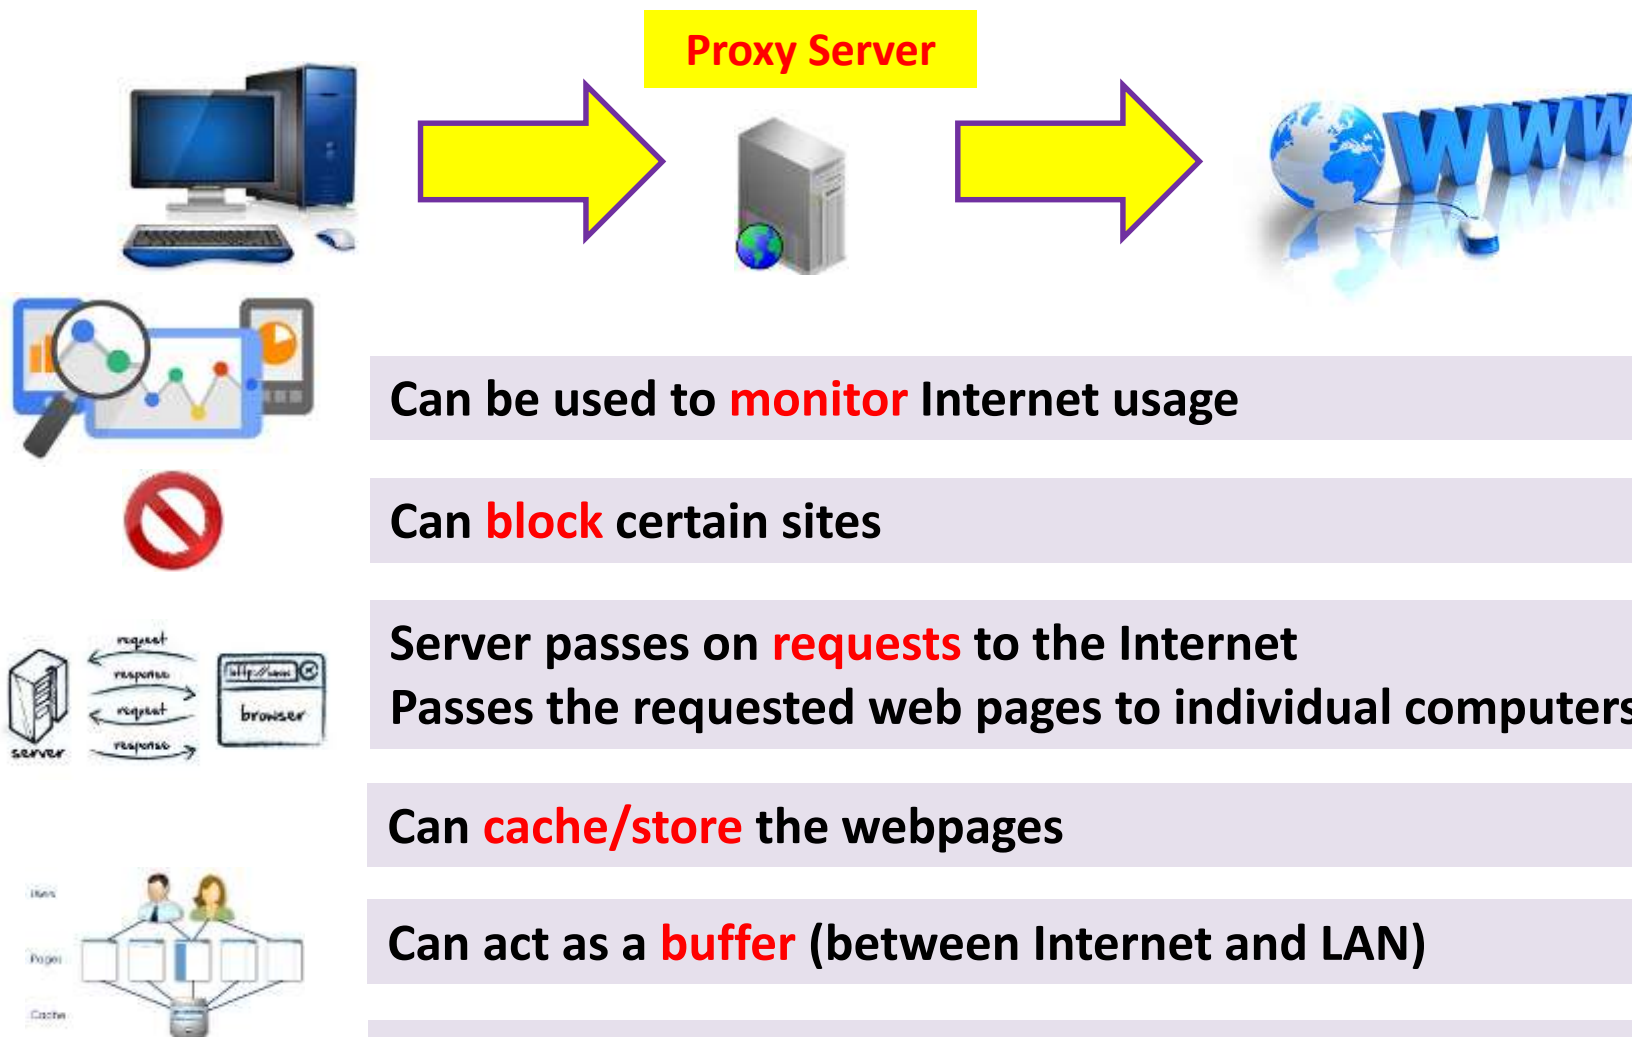 Proxy Server
WWW
Can be used to monitor Internet usage
Can block certain sites
request
response
request
response
server
http://www
browser
Server passes on requests to the Internet
Passes the requested web pages to individual computers
Can cache/store the webpages
Users
Pages
Cache
Can act as a buffer (between Internet and LAN)